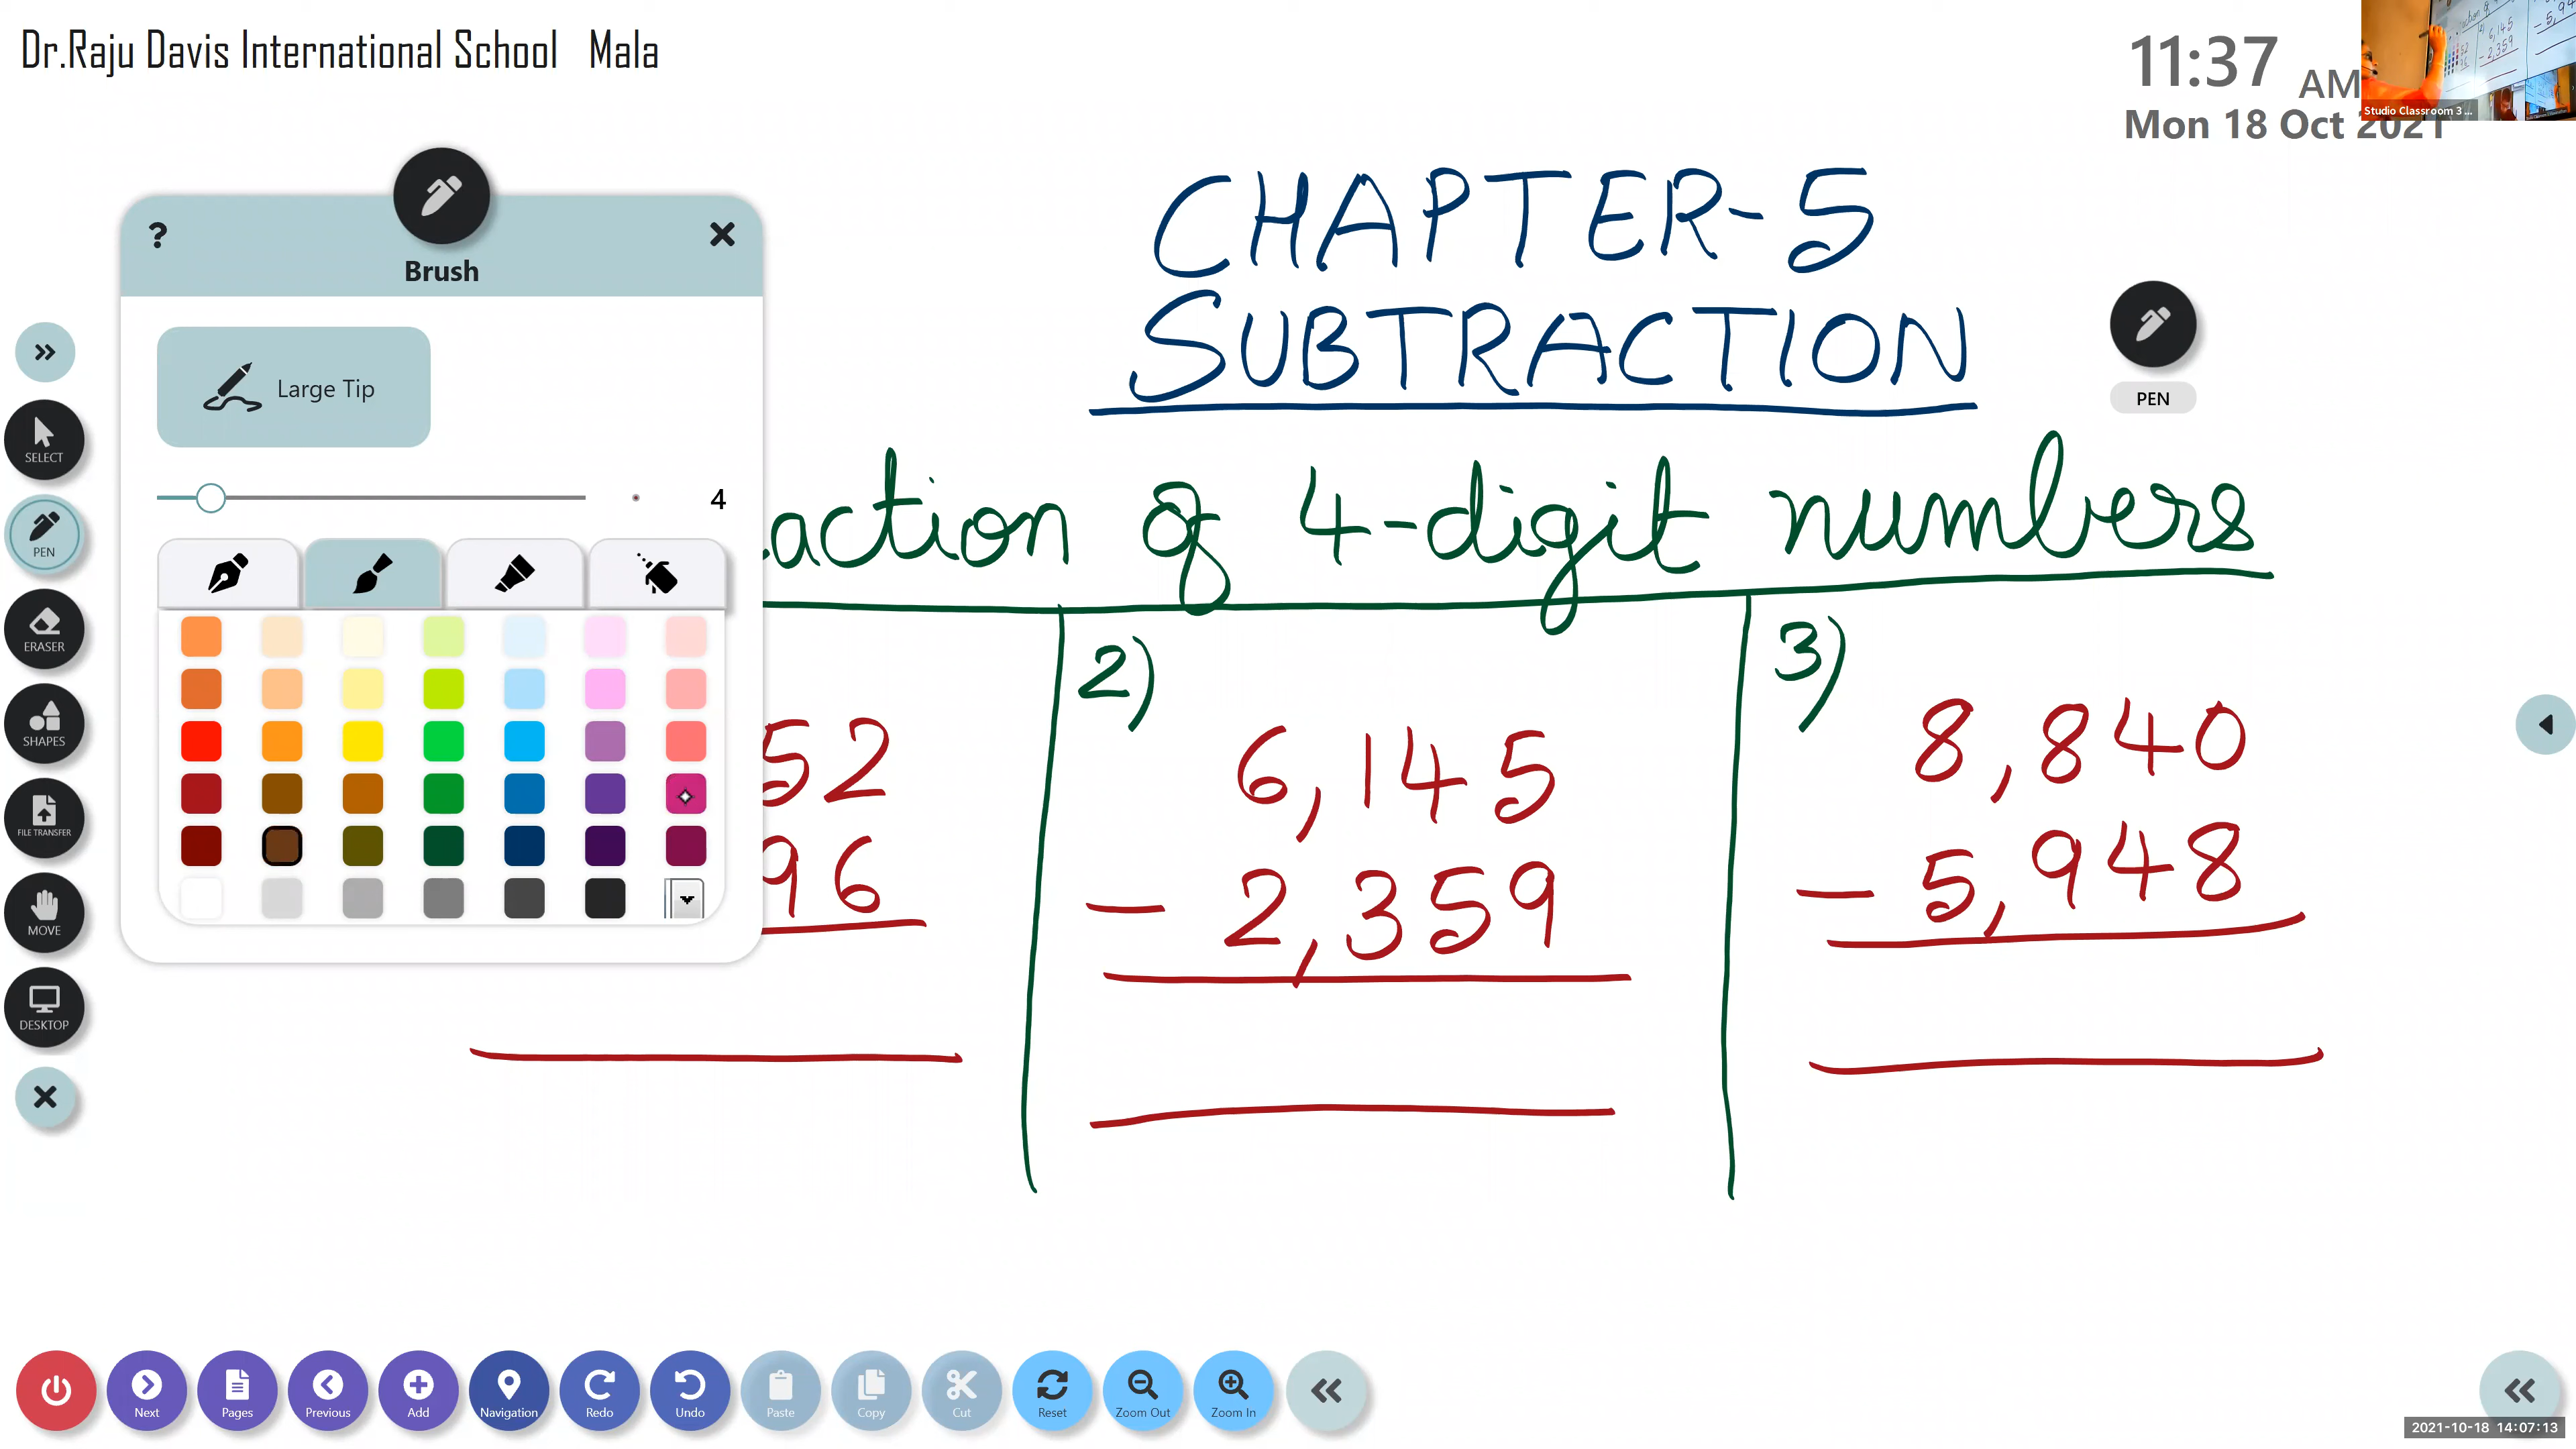 Dr.Raju Davis International School Mala
11:37 AM
Mon 18 Oct 2021
Studio Classroom 3 ...
CHAPTER-5
SUBTRACTION
action of 4-digit numbers
?
Brush
Large Tip
4
PEN
SELECT
PEN
ERASER
SHAPES
FILE TRANSFER
MOVE
DESKTOP
52
96
2)
6,145
- 2,359
3)
8,840
- 5,948
Next
Pages
Previous
Add
Navigation
Redo
Undo
Paste
Copy
Cut
Reset
Zoom Out
Zoom In
2021-10-18 14:07:13